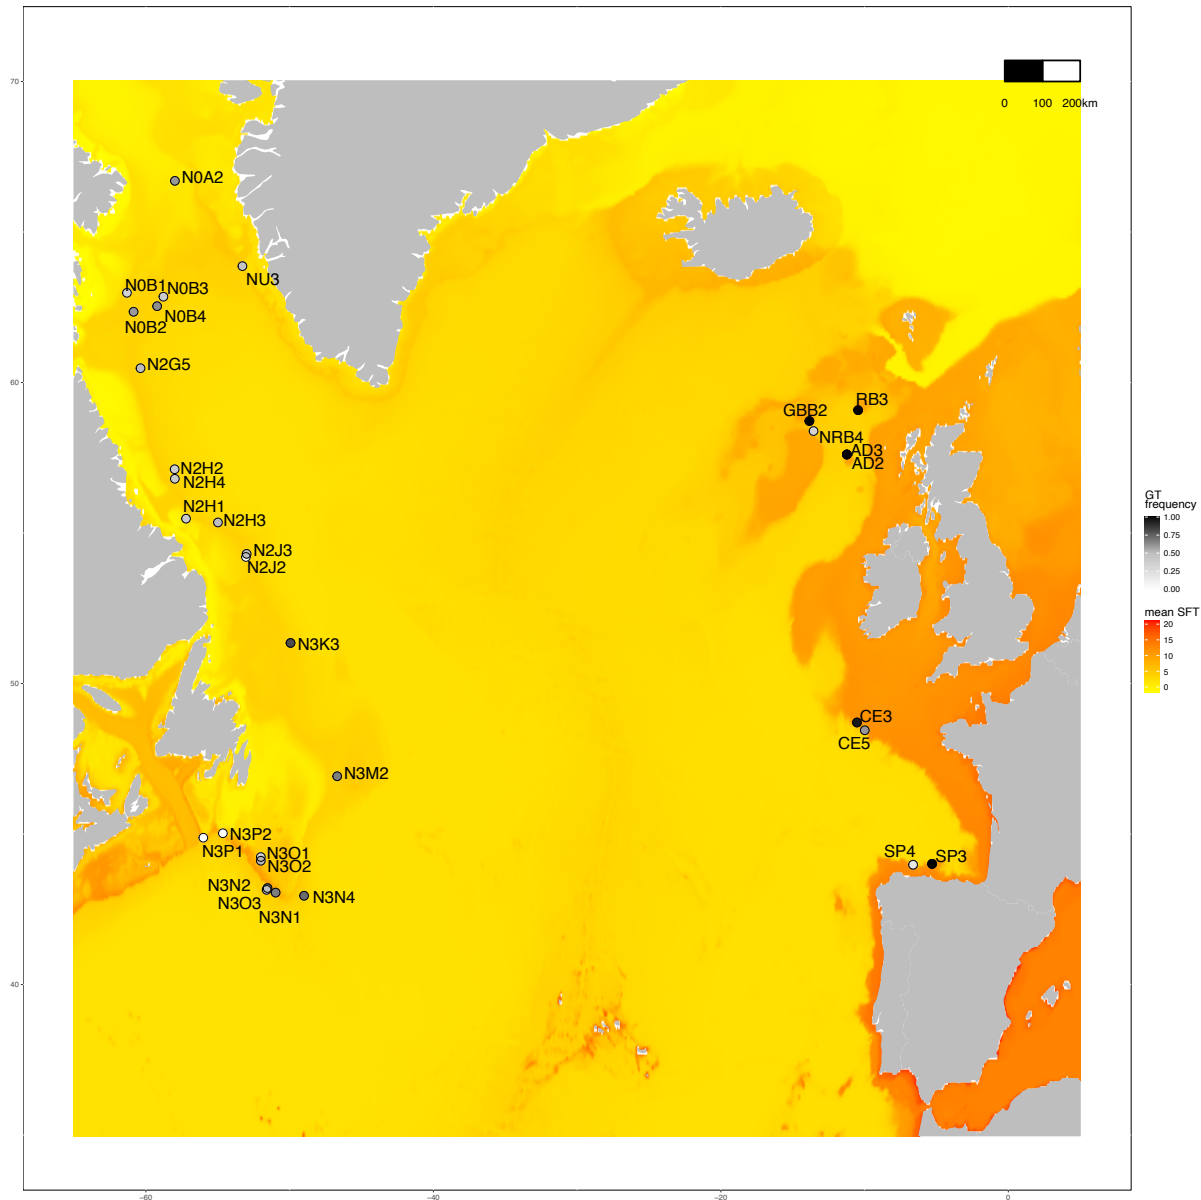 70
0 100 200km
N0A2
NU3
N0B1
N0B3
N0B2
N0B4
N2G5
60
RB3
GBB2
NRB4
AD3
AD2
N2H2
N2H4
N2H1
N2H3
N2J3
N2J2
GT
frequency
1.00
0.75
0.50
0.25
0.00
mean SFT
20
15
10
5
0
N3K3
50
CE3
CE5
N3M2
N3P2
N3P1
N3O1
N3O2
SP4
SP3
N3N2
N3O3
N3N1
N3N4
40
−60
−40
−20
0